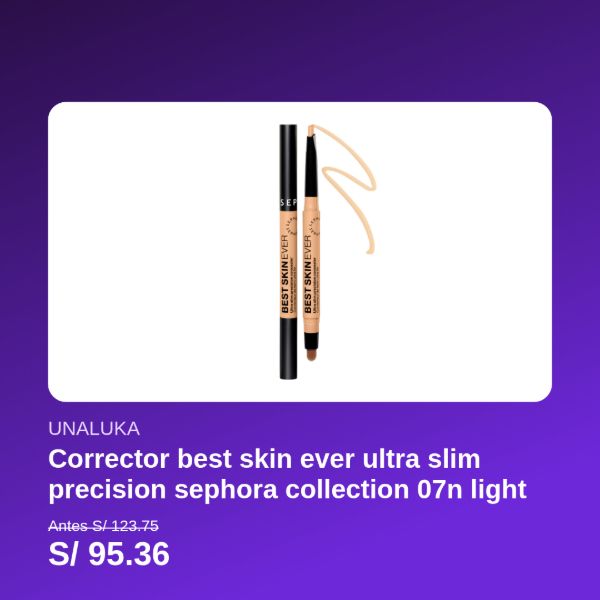 SEP
BEST SKIN EVER
BEST SKIN EVER
UNALUKA
Corrector best skin ever ultra slim
precision sephora collection 07n light
Antes S/ 123.75
S/ 95.36